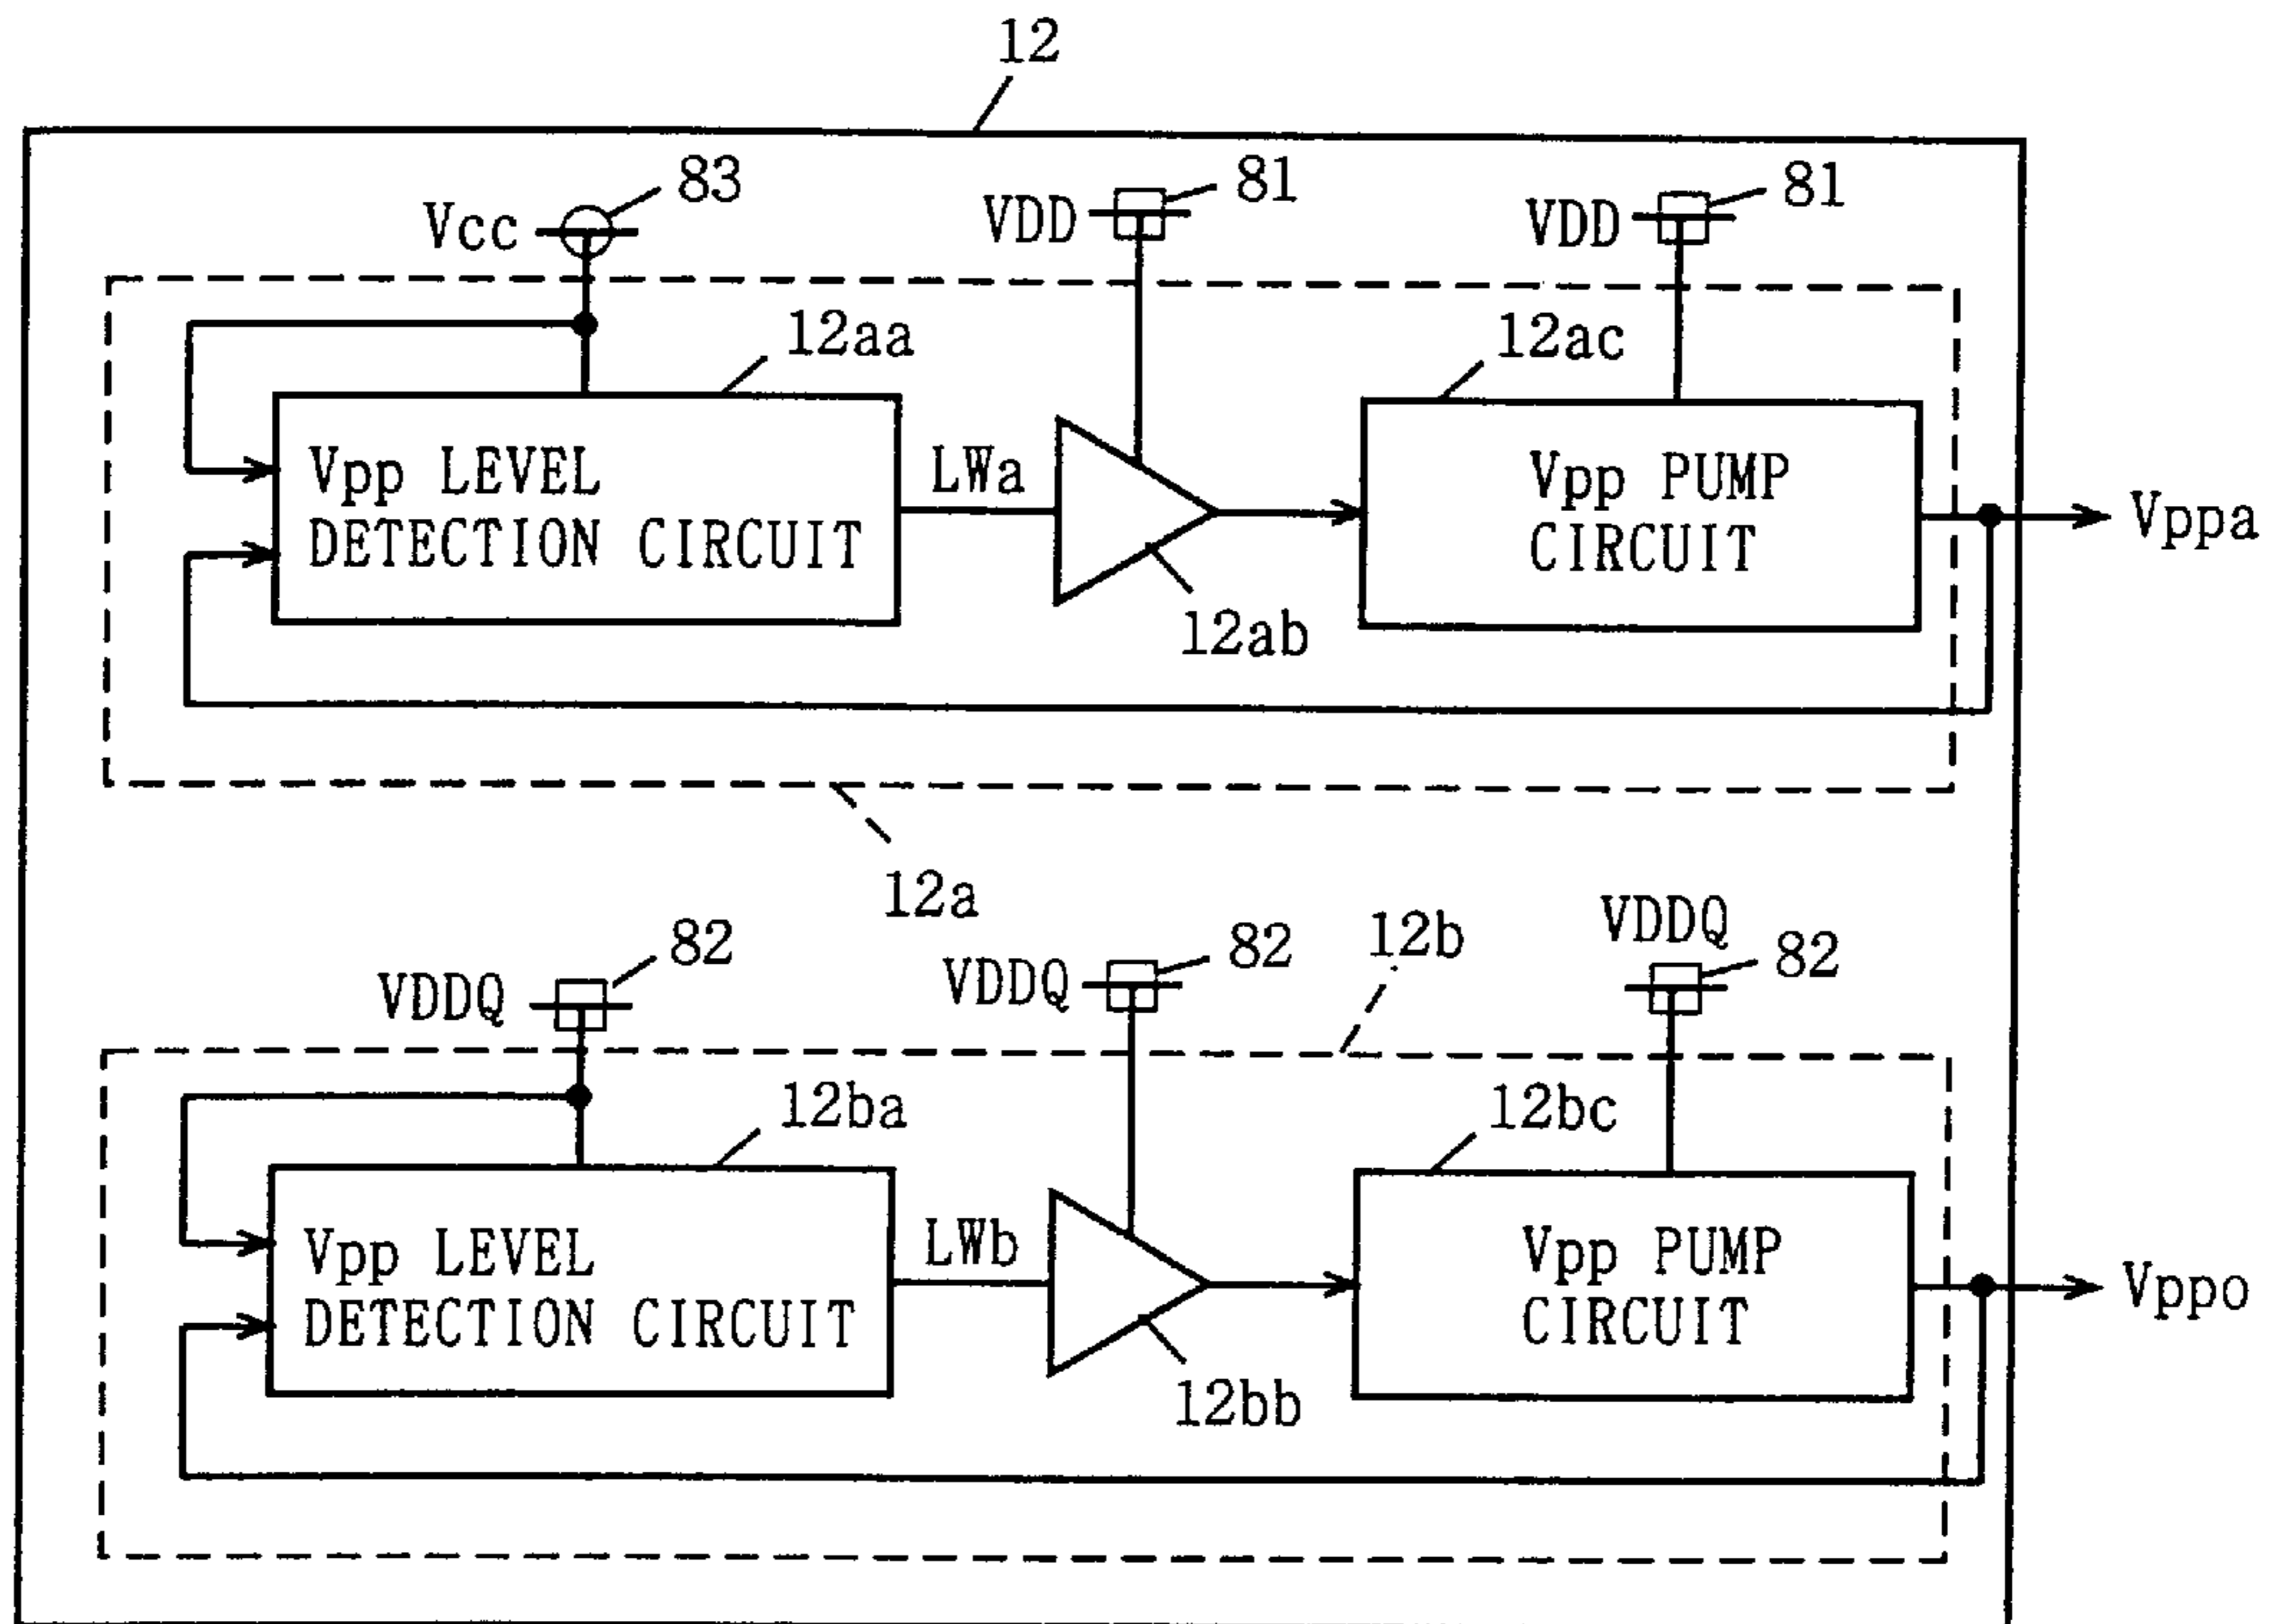 12
83
Vcc
VDD
81
VDD
81
12aa
12ac
Vpp LEVEL
DETECTION CIRCUIT
LWa
12ab
Vpp PUMP
CIRCUIT
Vppa
12a
VDDQ
82
VDDQ
82
12b
VDDQ
82
12ba
12bc
Vpp LEVEL
DETECTION CIRCUIT
LWb
12bb
Vpp PUMP
CIRCUIT
Vppo